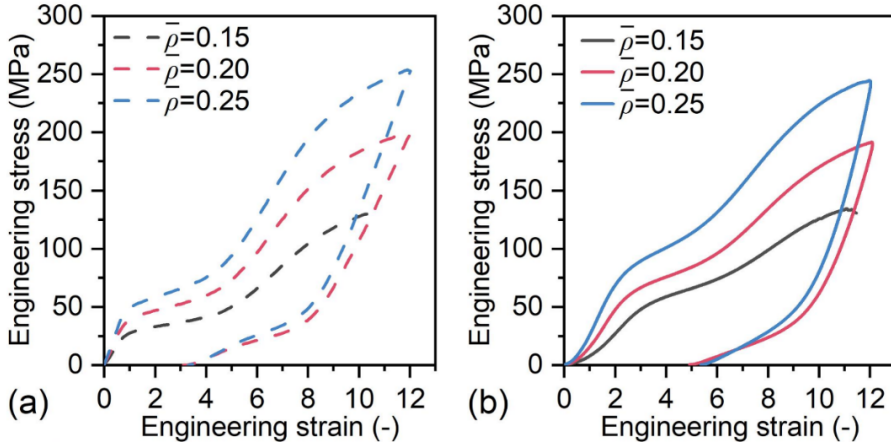 300
250
200
150
100
50
0
Engineering stress (MPa)
ρ̅=0.15
ρ̅=0.20
ρ̅=0.25
0 2 4 6 8 10 12
Engineering strain (-)
(a)
300
250
200
150
100
50
0
Engineering stress (MPa)
ρ̅=0.15
ρ̅=0.20
ρ̅=0.25
0 2 4 6 8 10 12
Engineering strain (-)
(b)